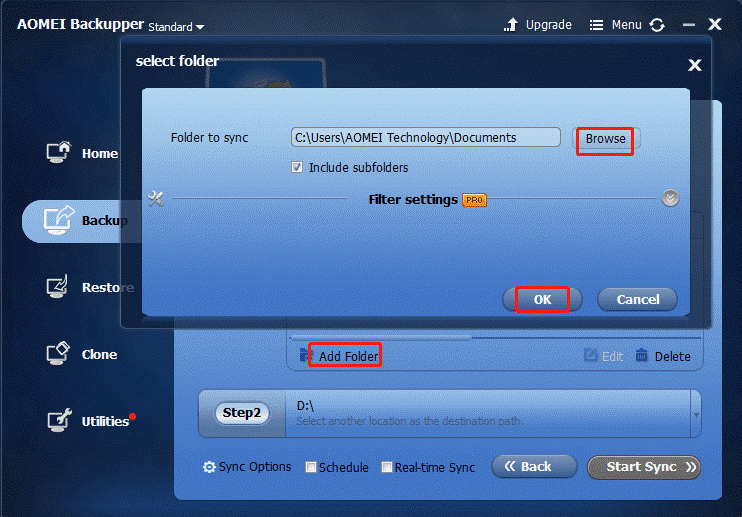 AOMEI Backupper Standard Upgrade Menu
select folder
Folder to sync C:\Users\AOMEI Technology\Documents Browse
Include subfolders
Home
Filter settings PRO
Backup
Restore
OK Cancel
Clone
Add Folder Edit Delete
Step2 D:\
Select another location as the destination path.
Utilities
Sync Options Schedule Real-time Sync Back Start Sync